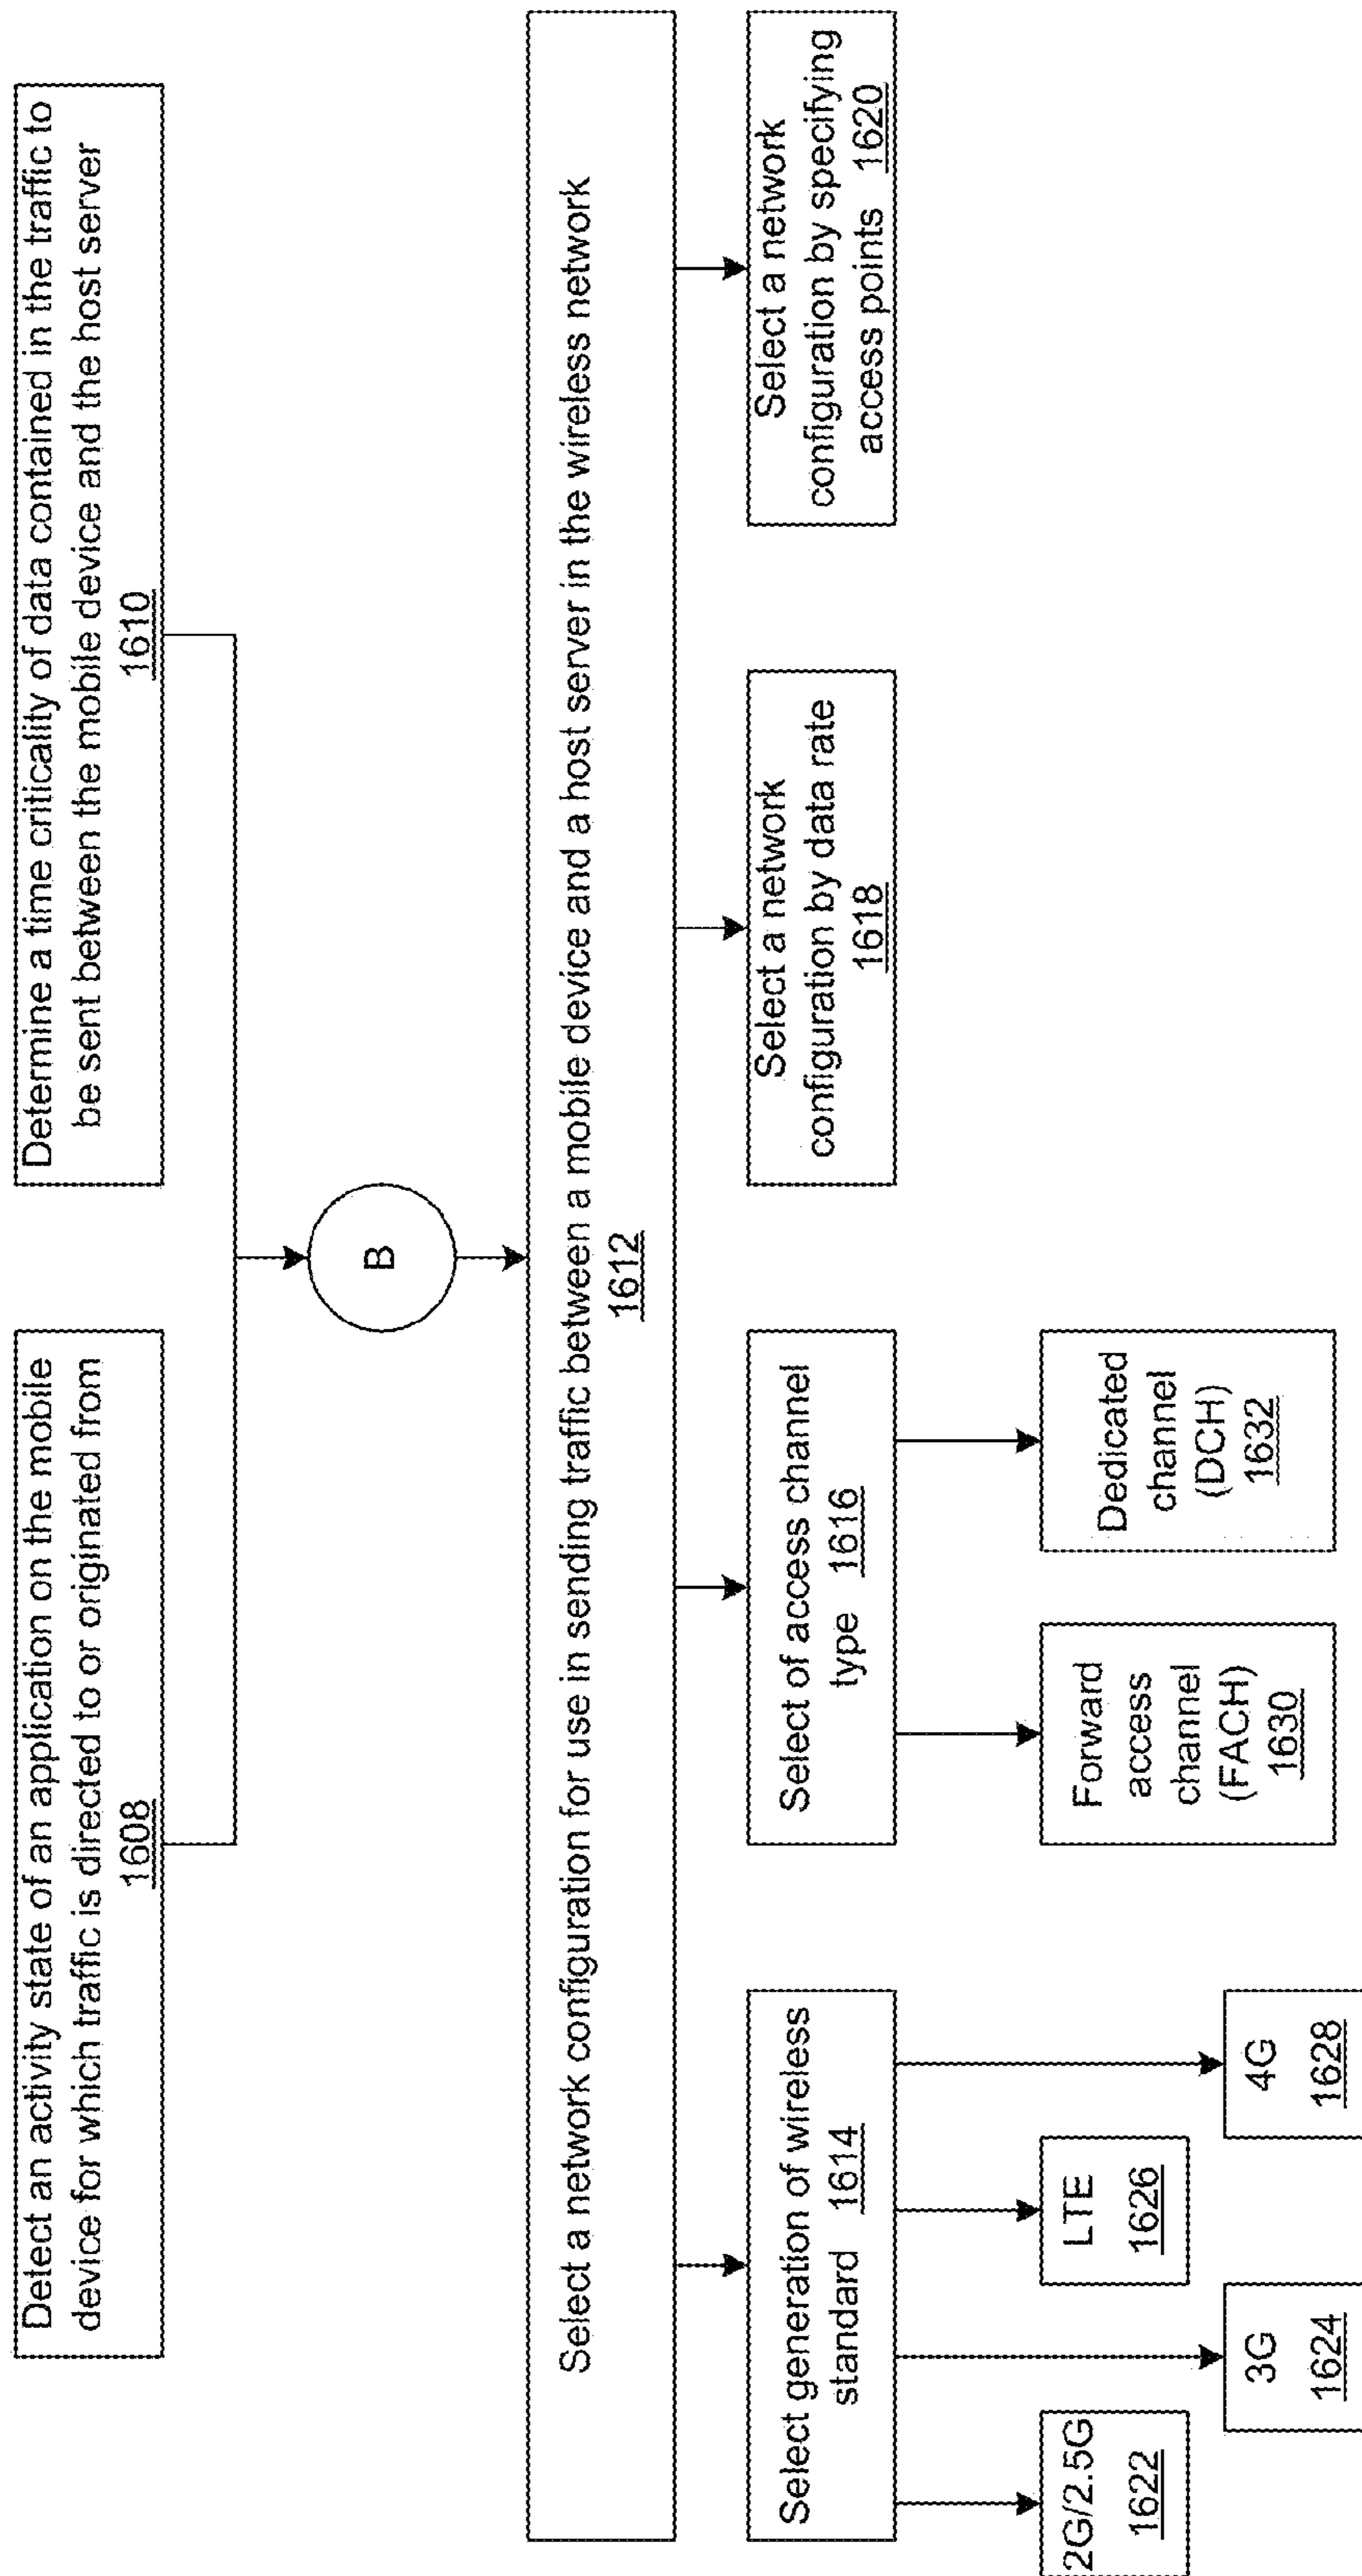 Detect an activity state of an application on the mobile
device for which traffic is directed to or originated from
1608
Determine a time criticality of data contained in the traffic to
be sent between the mobile device and the host server
1610
B
Select a network configuration for use in sending traffic between a mobile device and a host server in the wireless network
1612
Select generation of wireless
standard 1614
Select of access channel
type 1616
Select a network
configuration by data rate
1618
Select a network
configuration by specifying
access points 1620
2G/2.5G
1622
3G
1624
LTE
1626
4G
1628
Forward
access
channel
(FACH)
1630
Dedicated
channel
(DCH)
1632